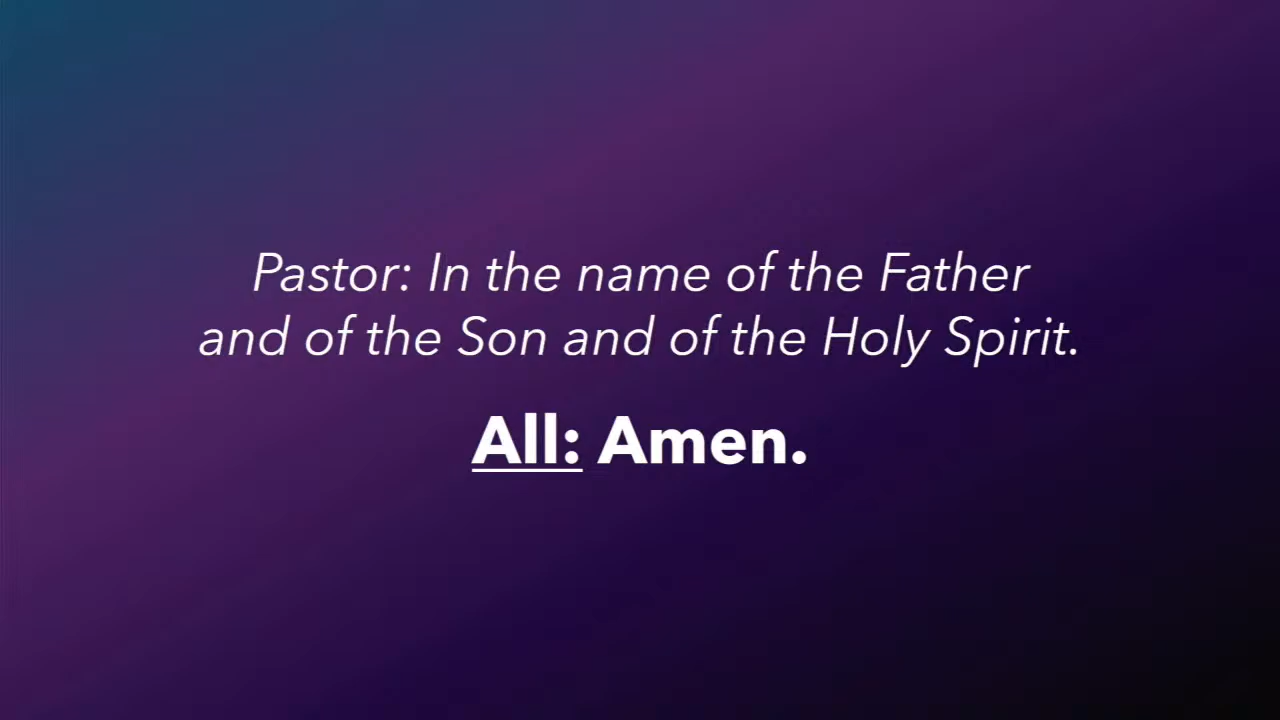 Pastor: In the name of the Father
and of the Son and of the Holy Spirit.
All: Amen.